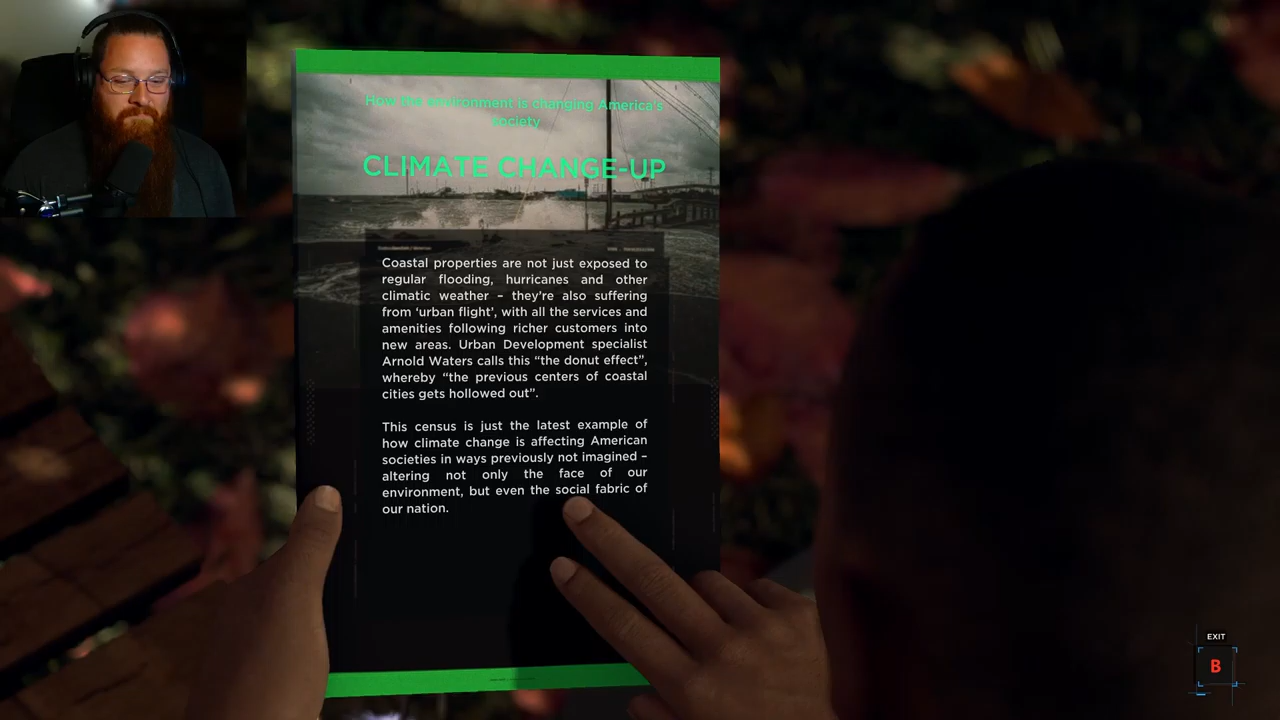 How the environment is changing America's
society
CLIMATE CHANGE-UP
Coastal properties are not just exposed to
regular flooding, hurricanes and other
climatic weather – they're also suffering
from ‘urban flight’, with all the services and
amenities following richer customers into
new areas. Urban Development specialist
Arnold Waters calls this “the donut effect”,
whereby “the previous centers of coastal
cities gets hollowed out”.
This census is just the latest example of
how climate change is affecting American
societies in ways previously not imagined –
altering not only the face of our
environment, but even the social fabric of
our nation.
EXIT
B